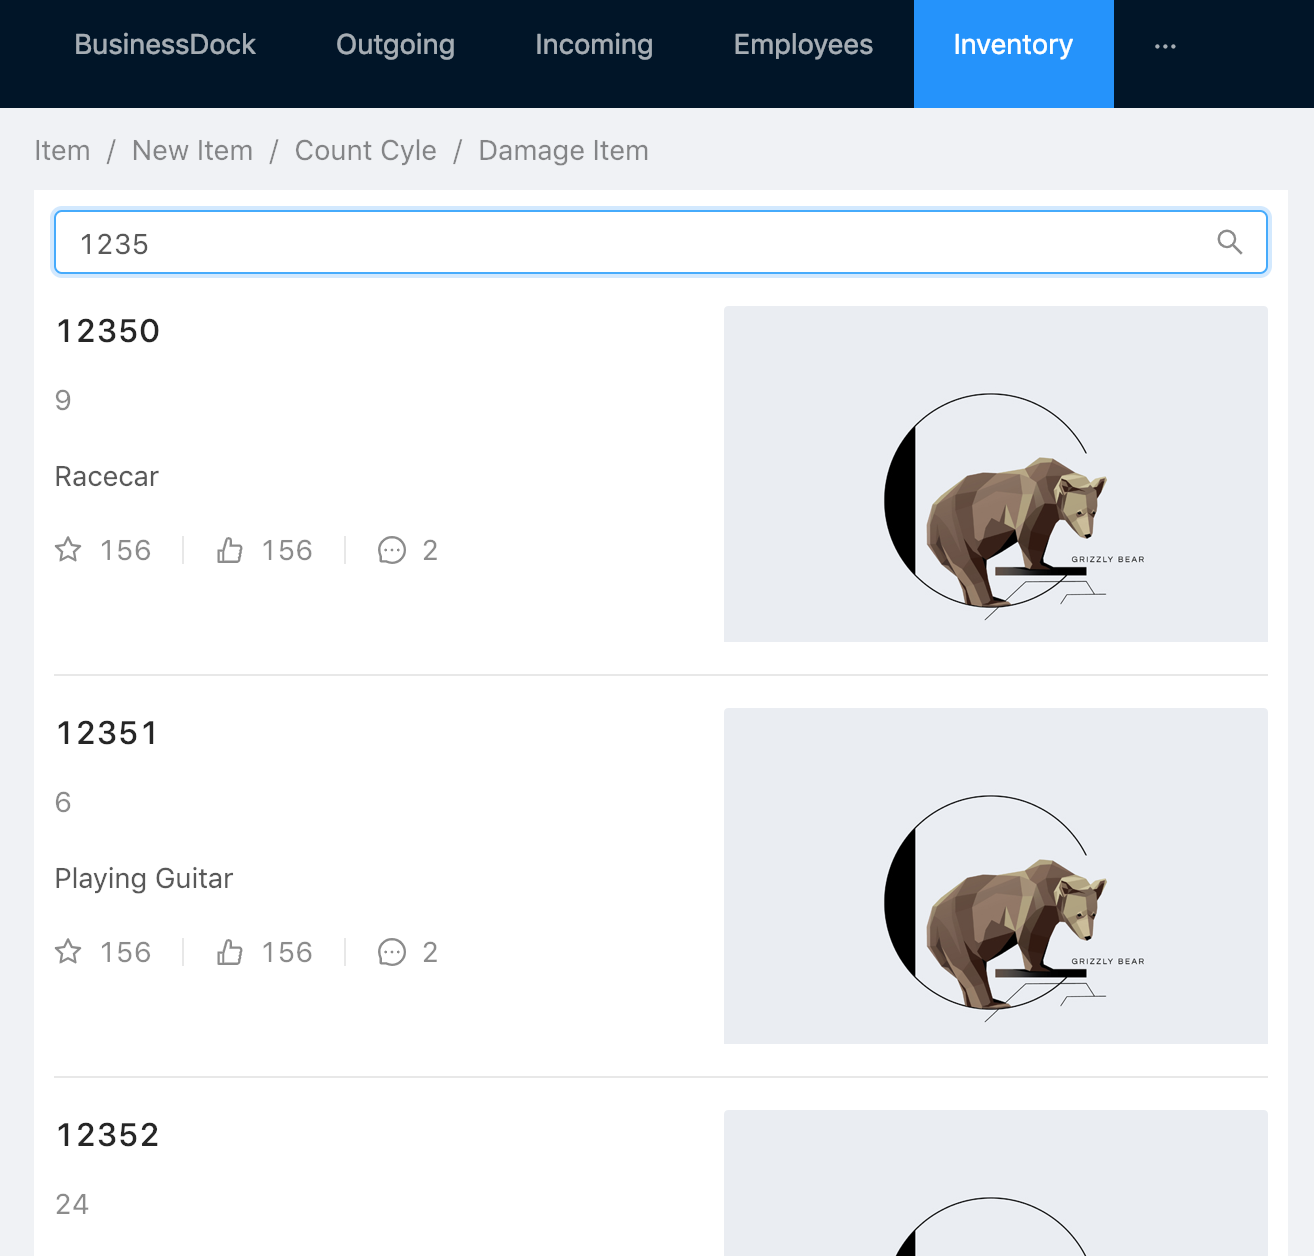 BusinessDock Outgoing Incoming Employees Inventory ...
Item / New Item / Count Cyle / Damage Item
1235
12350
9
Racecar
156 156 2
GRIZZLY BEAR
12351
6
Playing Guitar
156 156 2
GRIZZLY BEAR
12352
24